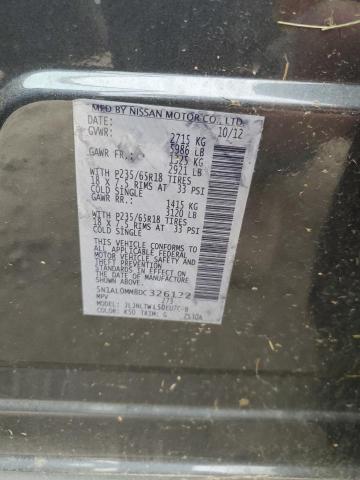 MFD BY NISSAN MOTOR CO., LTD.
DATE: 10/12
GVWR: 2715 KG
5986 LB
GAWR FR.: 1325 KG
2921 LB
WITH P235/65R18 TIRES
18 X 7.5 RIMS AT 33 PSI
COLD SINGLE
GAWR RR.: 1415 KG
3120 LB
WITH P235/65R18 TIRES
18 X 7.5 RIMS AT 33 PSI
COLD SINGLE
THIS VEHICLE CONFORMS
TO ALL APPLICABLE FEDERAL
MOTOR VEHICLE SAFETY AND
BUMPER STANDARDS IN EFFECT
ON THE DATE OF
MANUFACTURE SHOWN ABOVE.
5N1AL0MM8DC326122
MPV 273
MODEL:
COLOR: K50 TRIM: G